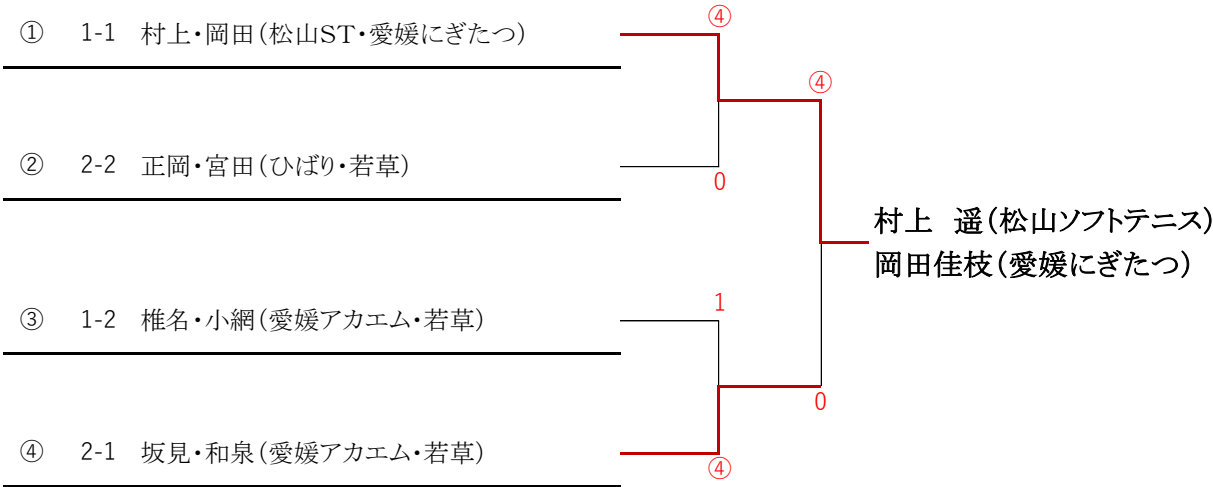 ④
① 1-1 村上・岡田(松山ST・愛媛にぎたつ)
④
② 2-2 正岡・宮田(ひばり・若草)
0
村上　遥(松山ソフトテニス)
岡田佳枝(愛媛にぎたつ)
1
③ 1-2 椎名・小網(愛媛アカエム・若草)
0
④ 2-1 坂見・和泉(愛媛アカエム・若草)
④